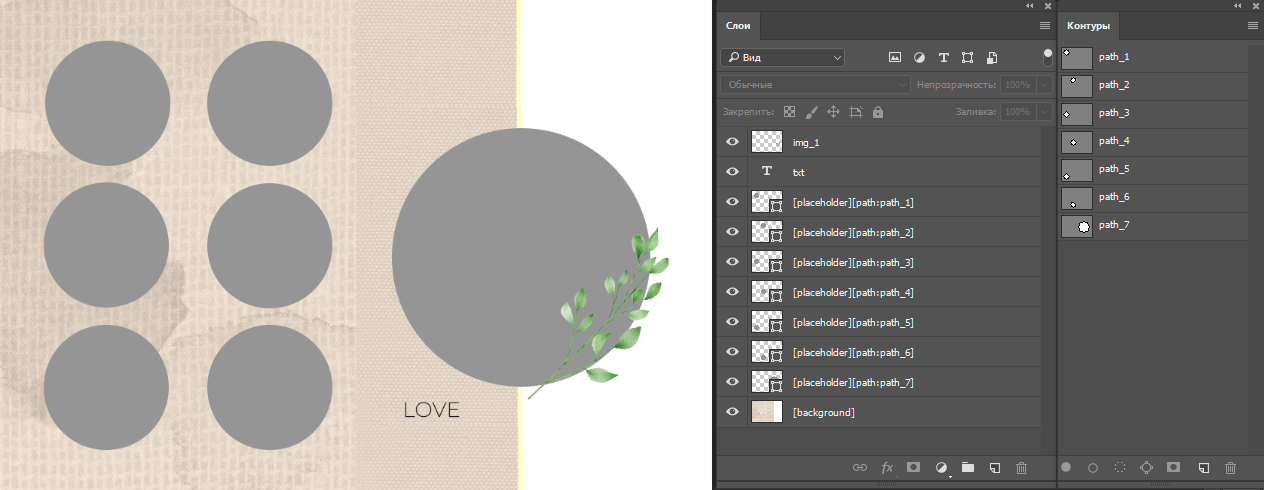 LOVE
Слои
Вид
Обычные
Непрозрачность: 100%
Закрепить:
Заливка: 100%
img_1
txt
[placeholder][path:path_1]
[placeholder][path:path_2]
[placeholder][path:path_3]
[placeholder][path:path_4]
[placeholder][path:path_5]
[placeholder][path:path_6]
[placeholder][path:path_7]
[background]
fx
Контуры
path_1
path_2
path_3
path_4
path_5
path_6
path_7